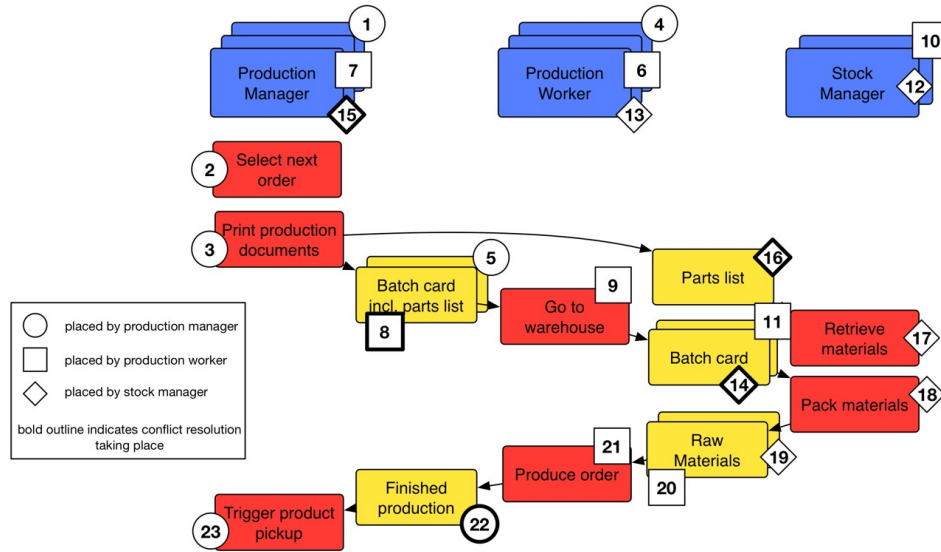 1
4
10
Production
Manager
7
Production
Worker
6
Stock
Manager
12
15
13
2
Select next
order
3
Print production
documents
5
Batch card
incl. parts list
8
9
Go to
warehouse
16
Parts list
11
Batch card
14
Retrieve
materials
17
Pack materials
18
placed by production manager
placed by production worker
placed by stock manager
bold outline indicates conflict resolution
taking place
Raw
Materials
19
20
21
Produce order
Finished
production
22
23
Trigger product
pickup